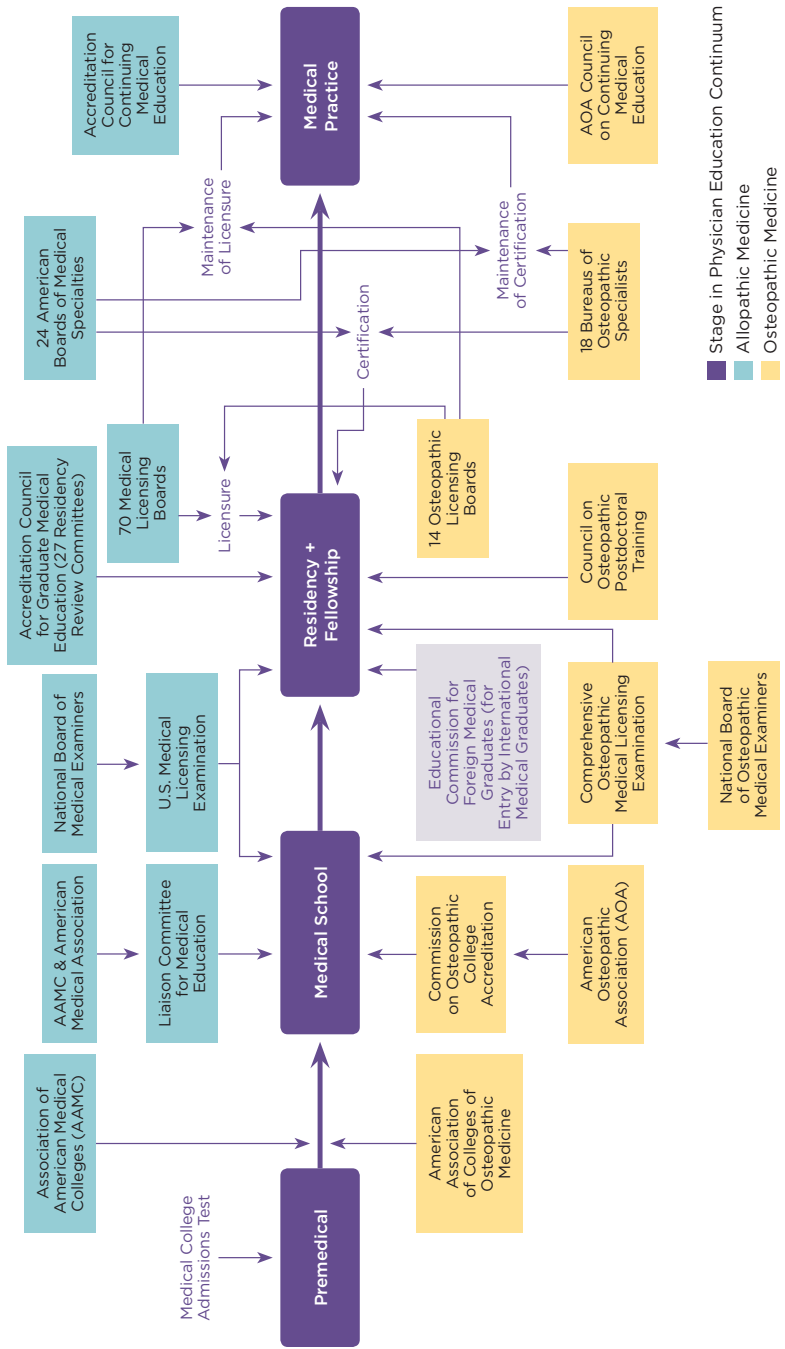 Association of
American Medical
Colleges (AAMC)
AAMC & American
Medical Association
National Board of
Medical Examiners
Accreditation Council
for Graduate Medical
Education (27 Residency
Review Committees)
24 American
Boards of Medical
Specialties
Accreditation
Council for
Continuing
Medical
Education
Liaison Committee
for Medical
Education
U.S. Medical
Licensing
Examination
70 Medical
Licensing
Boards
Medical College
Admissions Test
Licensure
Maintenance
of Licensure
Premedical
Medical School
Residency +
Fellowship
Medical
Practice
Certification
American
Association
of Colleges of
Osteopathic
Medicine
Commission
on Osteopathic
College
Accreditation
Educational
Commission for
Foreign Medical
Graduates (for
Entry by International
Medical Graduates)
14 Osteopathic
Licensing
Boards
Maintenance
of Certification
American
Osteopathic
Association (AOA)
Comprehensive
Osteopathic
Medical Licensing
Examination
Council on
Osteopathic
Postdoctoral
Training
18 Bureaus of
Osteopathic
Specialists
AOA Council
on Continuing
Medical
Education
National Board
of Osteopathic
Medical Examiners
Stage in Physician Education Continuum
Allopathic Medicine
Osteopathic Medicine